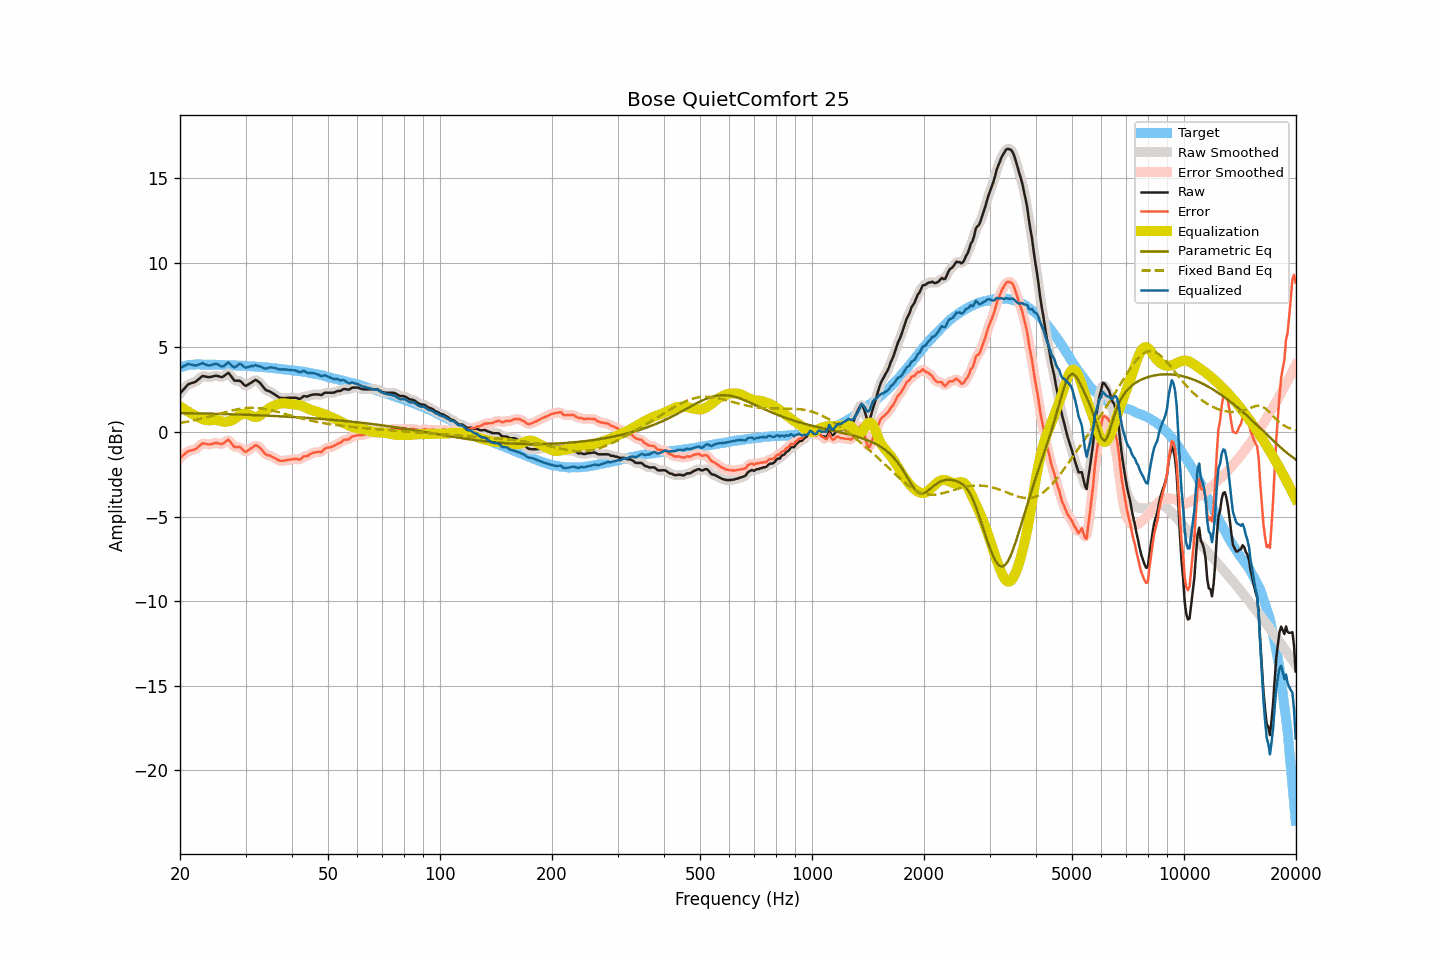 Bose QuietComfort 25
Target
Raw Smoothed
Error Smoothed
Raw
Error
Equalization
Parametric Eq
Fixed Band Eq
Equalized
Amplitude (dBr)
15
10
5
0
−5
−10
−15
−20
20
50
100
200
500
1000
2000
5000
10000
20000
Frequency (Hz)